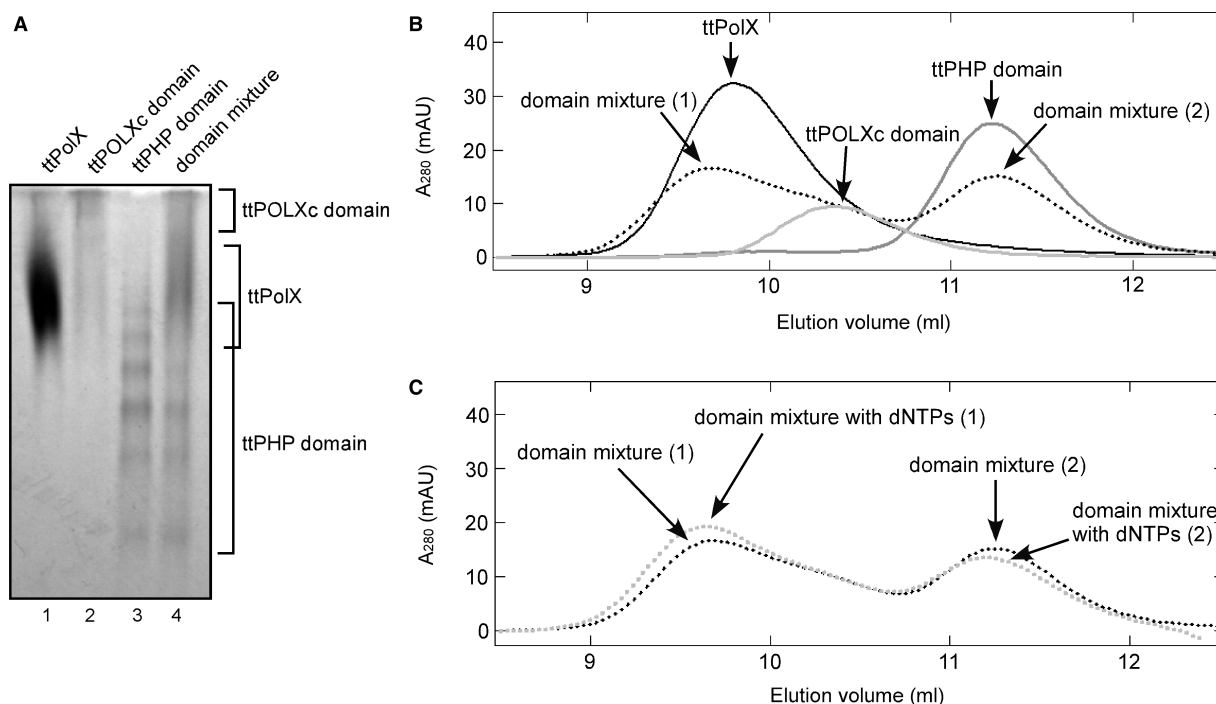 A
ttPolX
ttPOLXc domain
ttPHP domain
domain mixture
ttPOLXc domain
ttPolX
ttPHP domain
1 2 3 4
B
40
30
20
10
0
A280 (mAU)
ttPolX
domain mixture (1)
ttPOLXc domain
ttPHP domain
domain mixture (2)
9 10 11 12
Elution volume (ml)
C
40
30
20
10
0
A280 (mAU)
domain mixture with dNTPs (1)
domain mixture (1)
domain mixture (2)
domain mixture
with dNTPs (2)
9 10 11 12
Elution volume (ml)